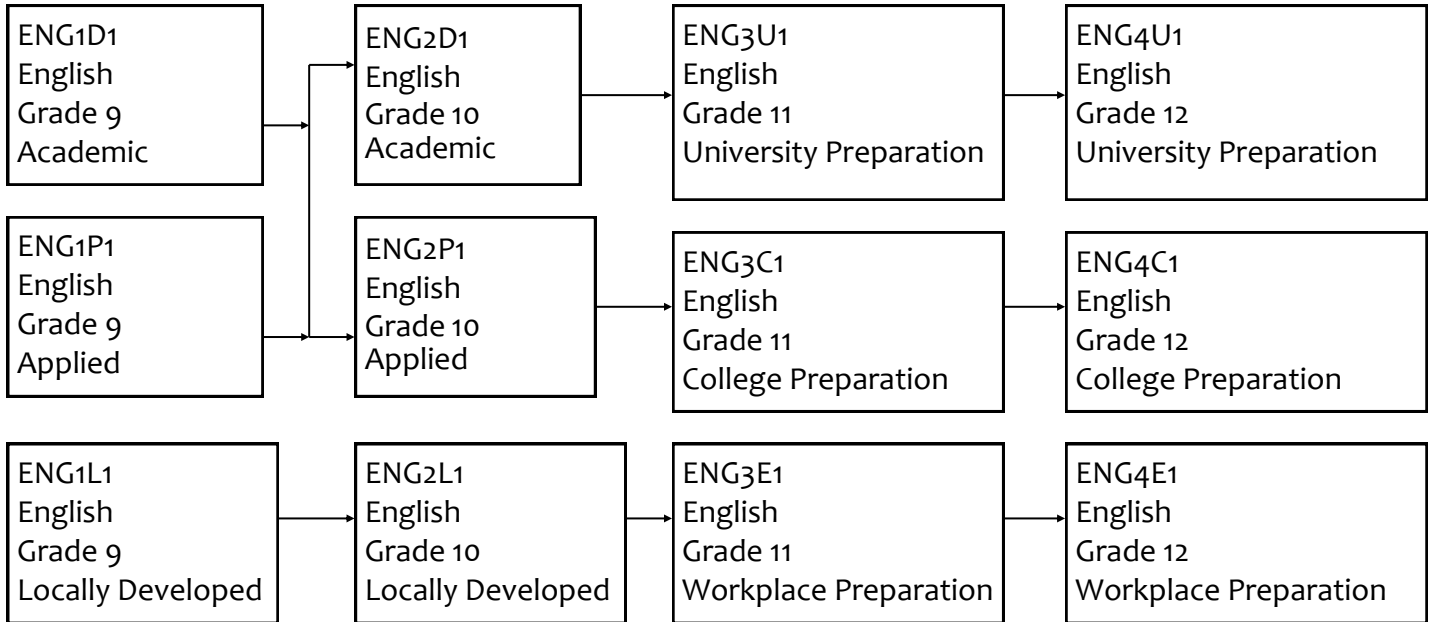 ENG1D1
English
Grade 9
Academic
ENG2D1
English
Grade 10
Academic
ENG3U1
English
Grade 11
University Preparation
ENG4U1
English
Grade 12
University Preparation
ENG1P1
English
Grade 9
Applied
ENG2P1
English
Grade 10
Applied
ENG3C1
English
Grade 11
College Preparation
ENG4C1
English
Grade 12
College Preparation
ENG1L1
English
Grade 9
Locally Developed
ENG2L1
English
Grade 10
Locally Developed
ENG3E1
English
Grade 11
Workplace Preparation
ENG4E1
English
Grade 12
Workplace Preparation